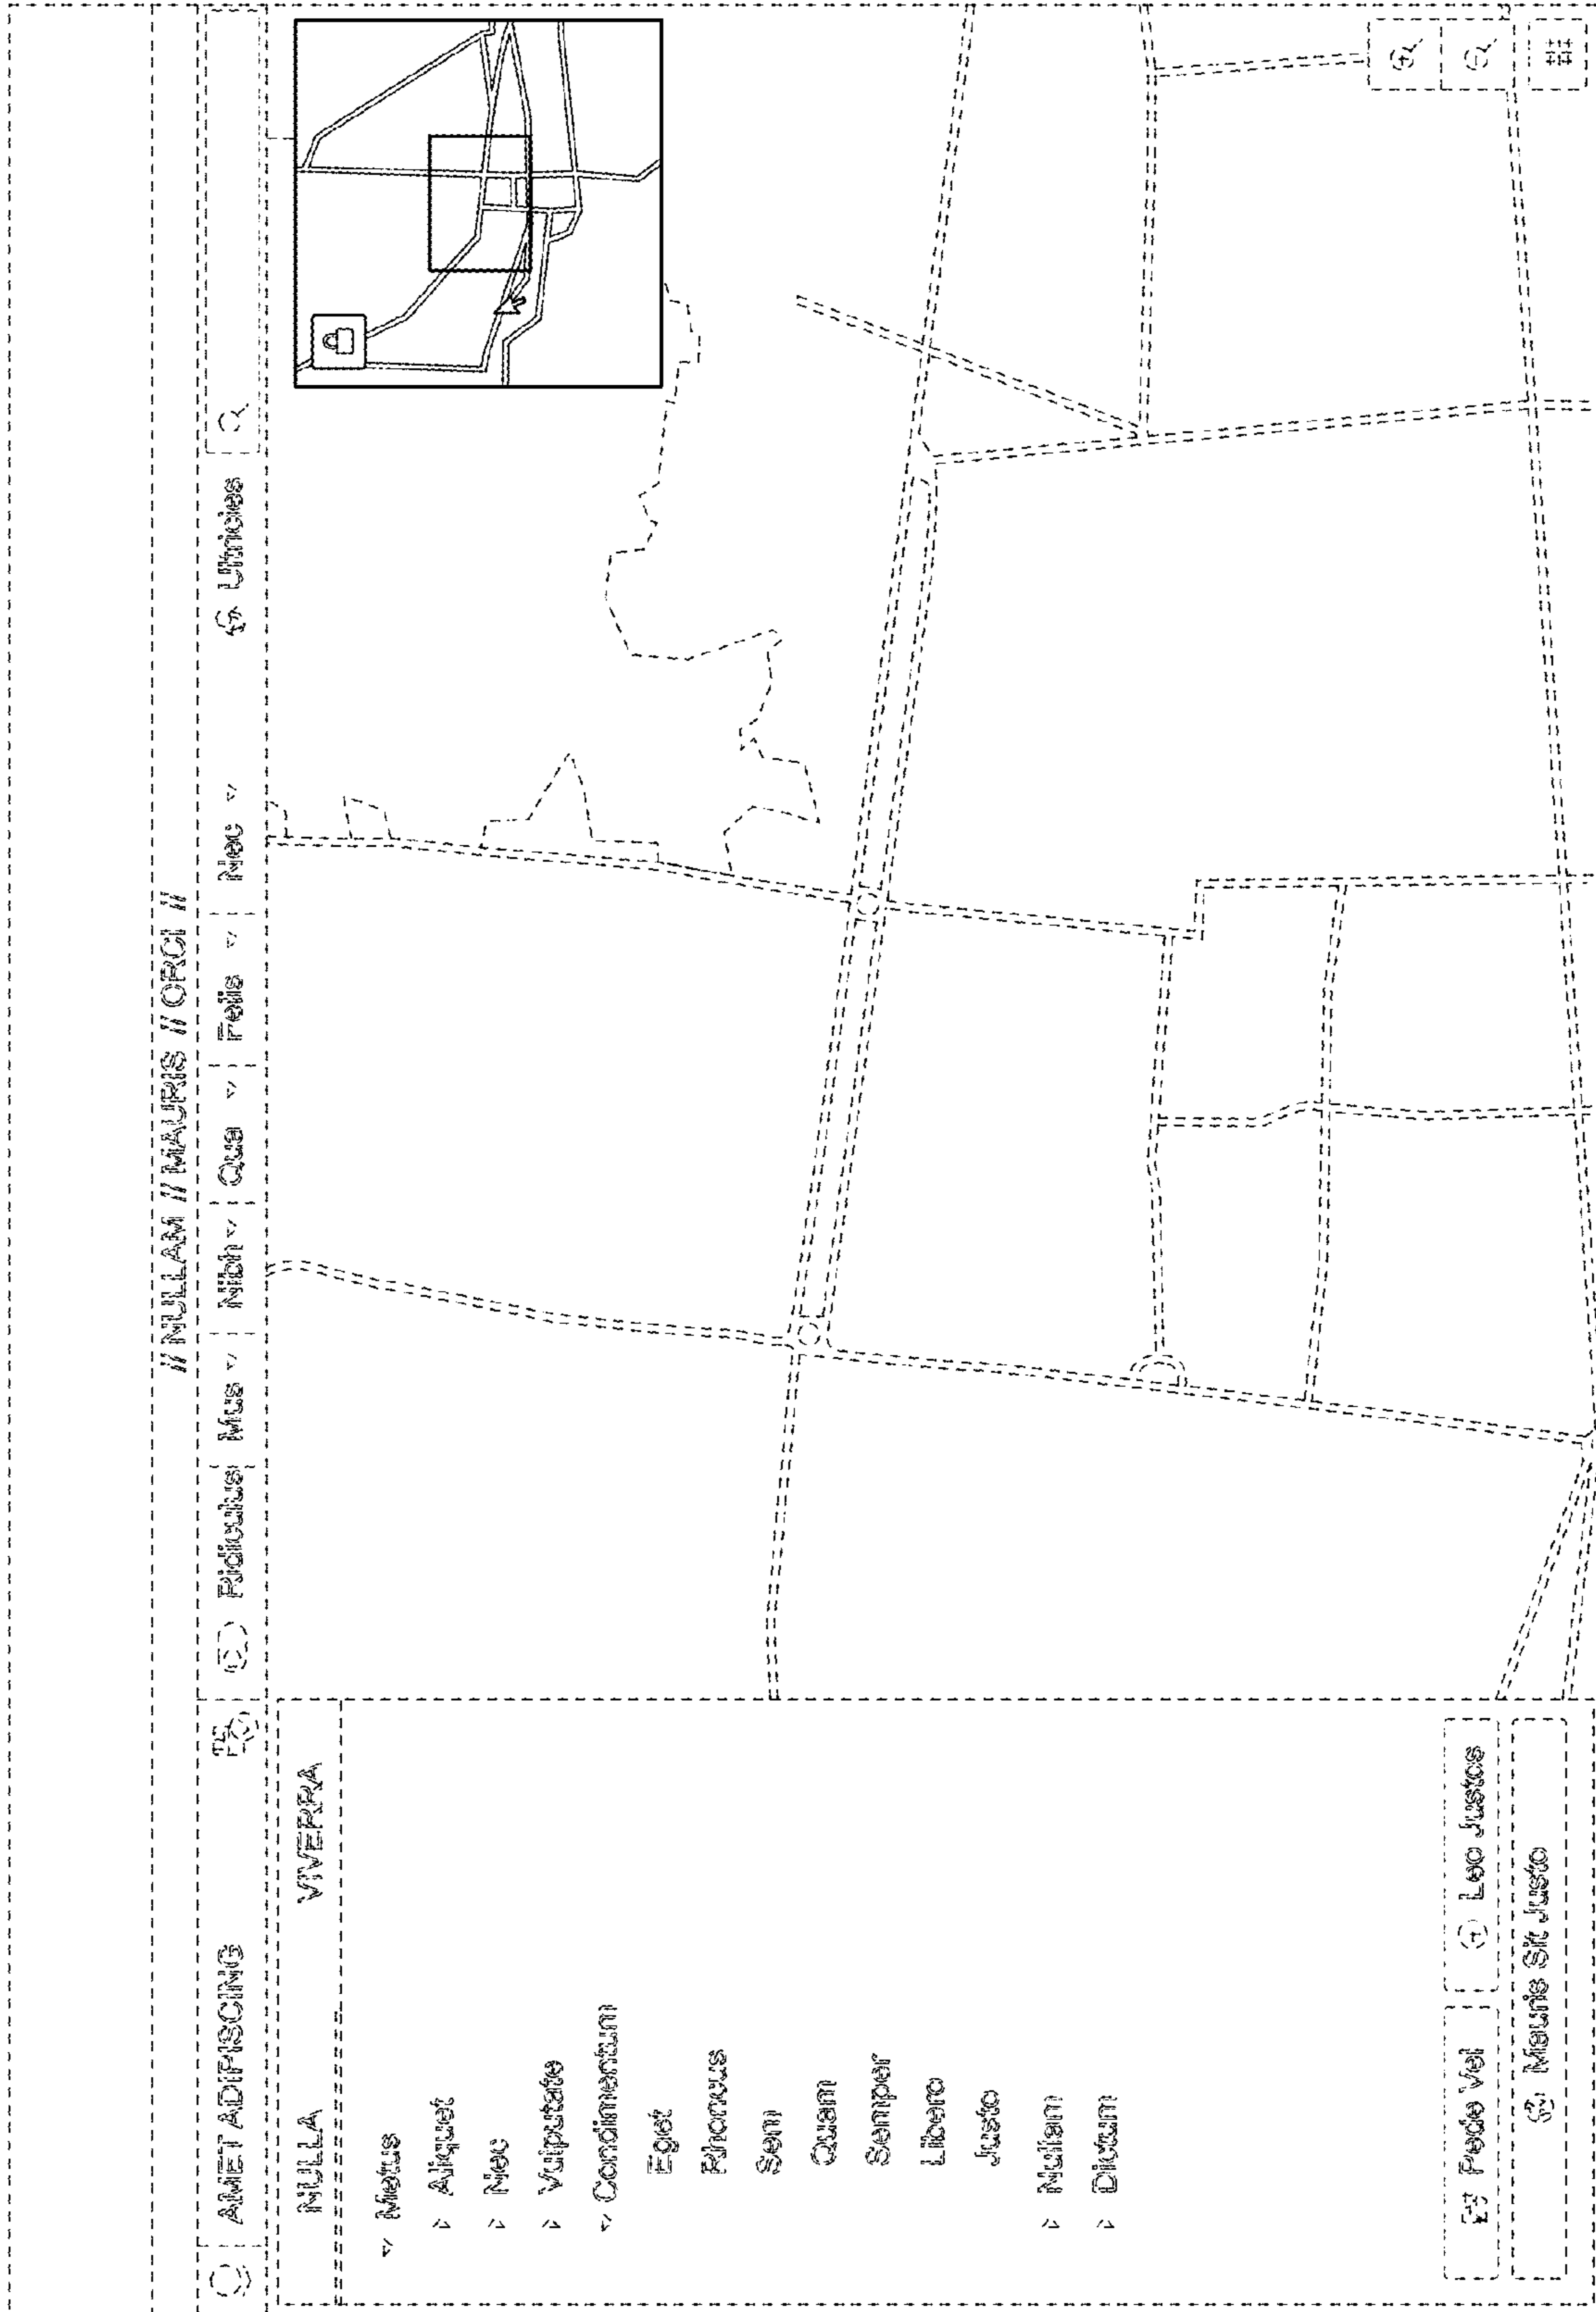 // NULLAM // MAURIS // ORCI //
AMET ADIPISCING
Ridiculus
Mus
Nibh
Qua
Felis
Nec
Ultricies
NULLA
VIVERRA
Metus
Aliquet
Nec
Vulputate
Condimentum
Eget
Rhoncus
Sem
Quam
Semper
Libero
Justo
Nullam
Dictum
Pede Vel
Leo Justos
Mauris Sit Justo